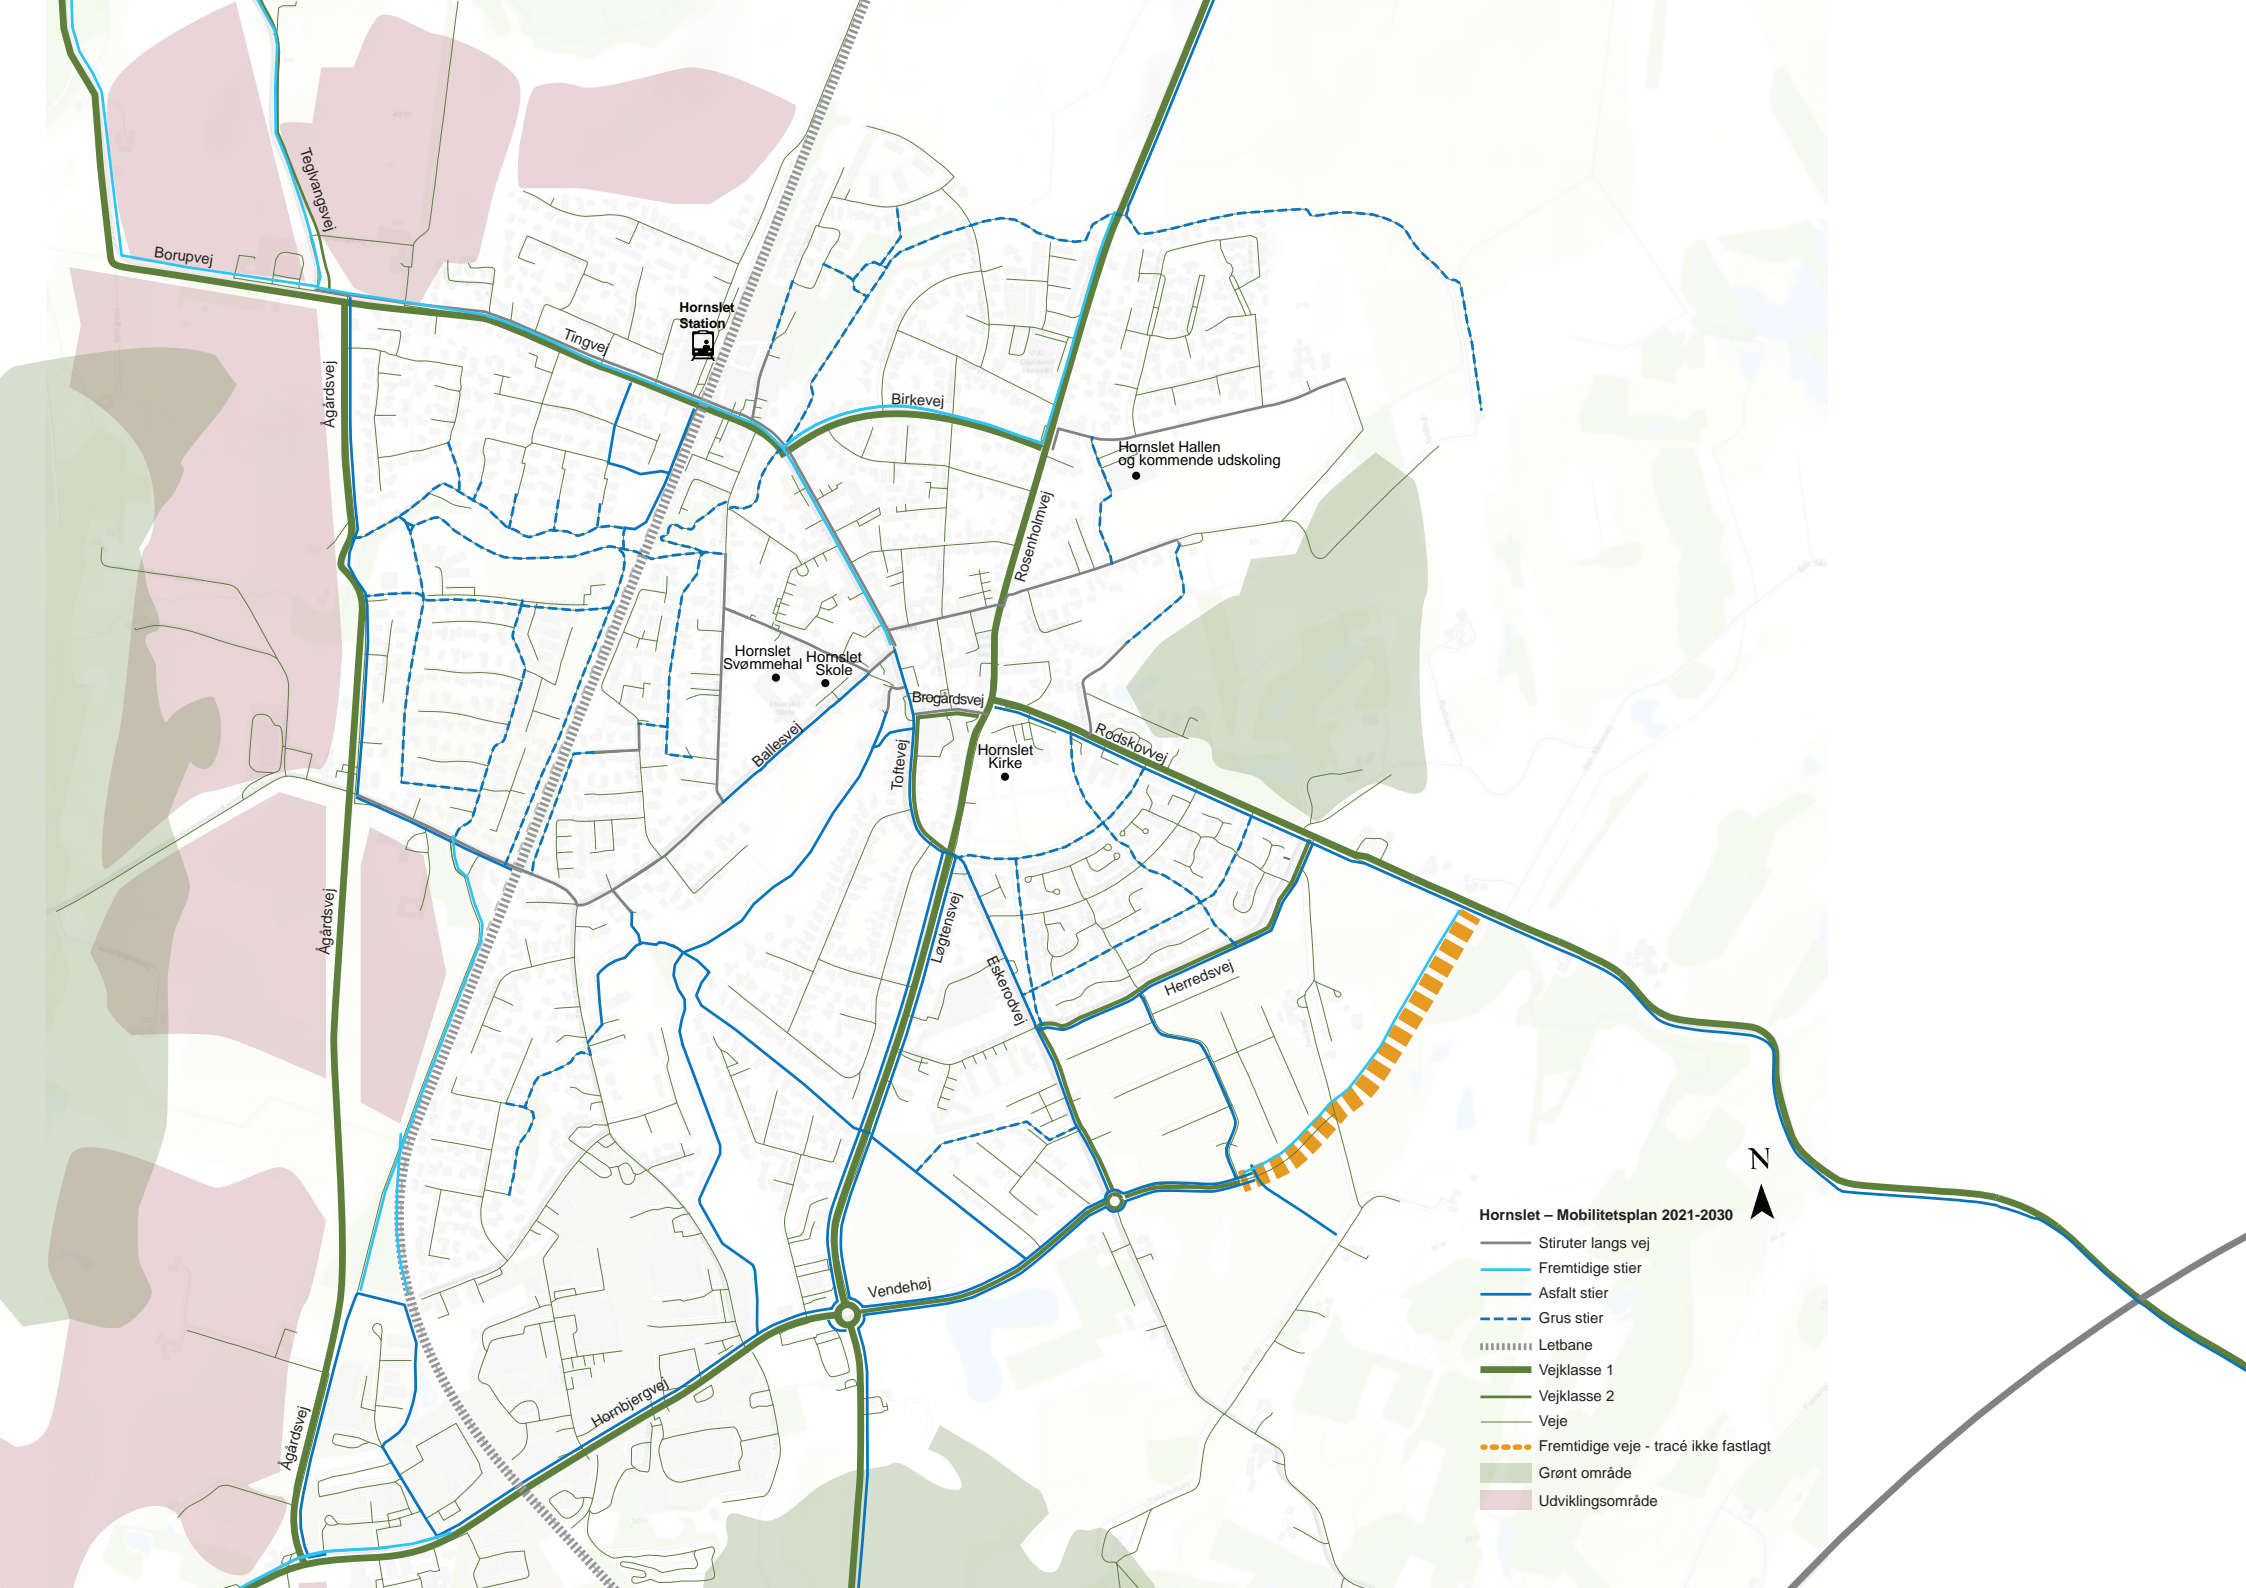 Teglvangsvej
Borupvej
Hornslet
Station
Tingvej
Ågårdsvej
Birkevej
Hornslet Hallen
og kommende udskoling
Rosenholmvej
Hornslet
Svømmehal
Hornslet
Skole
Brogårdsvej
Ballesvej
Toftevej
Hornslet
Kirke
Rodskovvej
Ågårdsvej
Løgtensvej
Eskerodvej
Herredsvej
Vendehøj
Hornbjergvej
Ågårdsvej
N
Hornslet – Mobilitetsplan 2021-2030
Stiruter langs vej
Fremtidige stier
Asfalt stier
Grus stier
Letbane
Vejklasse 1
Vejklasse 2
Veje
Fremtidige veje - tracé ikke fastlagt
Grønt område
Udviklingsområde